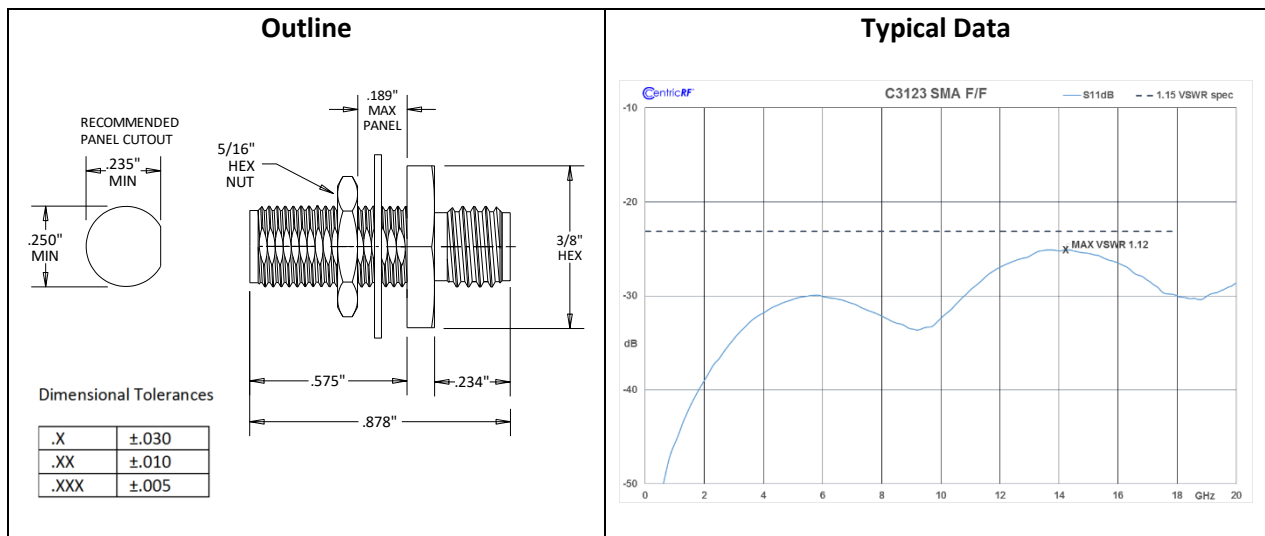 Outline
RECOMMENDED
PANEL CUTOUT
.235"
MIN
.250"
MIN
5/16"
HEX
NUT
.189"
MAX
PANEL
3/8"
HEX
.575"
.234"
.878"
Dimensional Tolerances
.X ±.030
.XX ±.010
.XXX ±.005
Typical Data
CentricRF
C3123 SMA F/F
S11dB
1.15 VSWR spec
-10
-20
-30
dB
-40
-50
X MAX VSWR 1.12
0 2 4 6 8 10 12 14 16 18 GHz 20